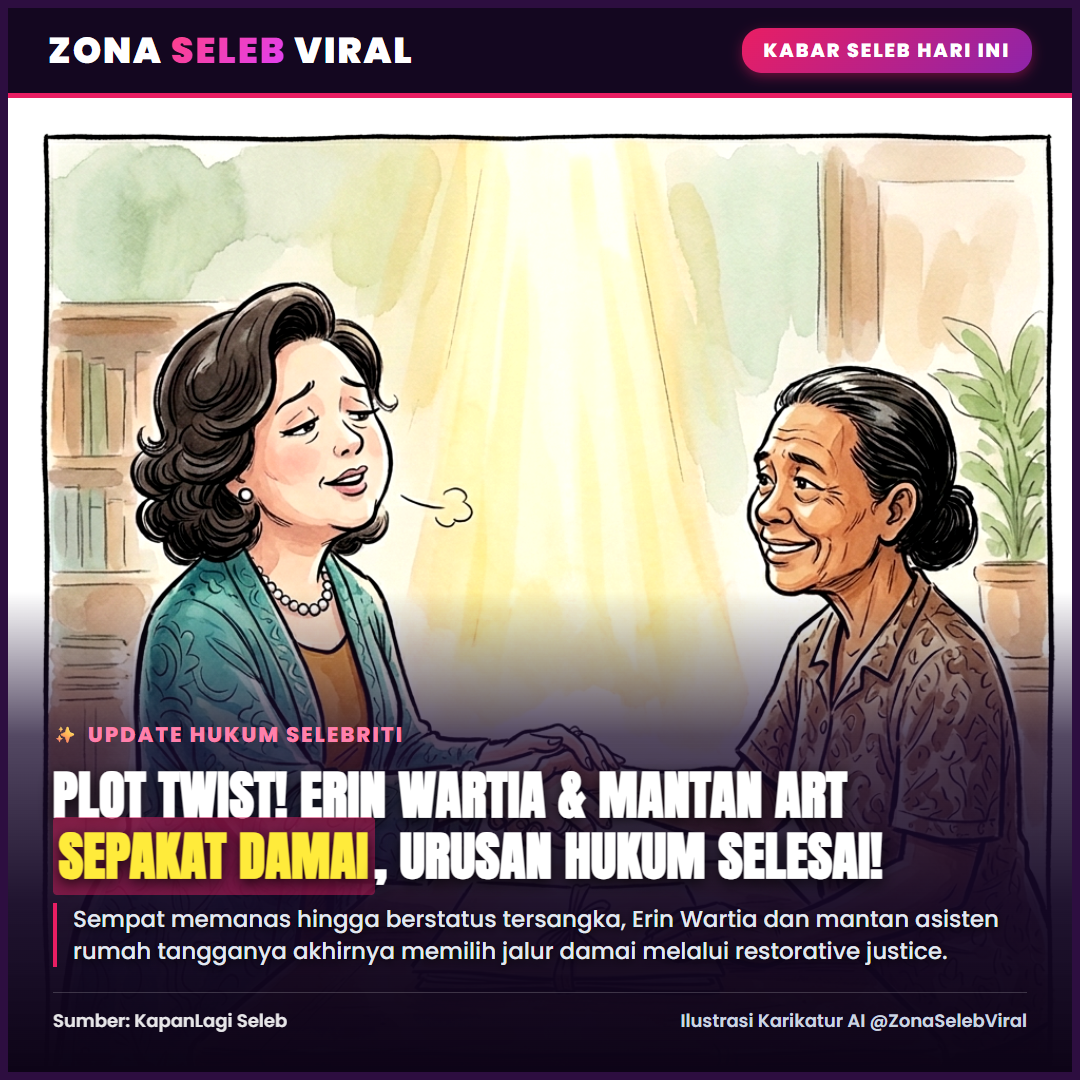 ZONA SELEB VIRAL
KABAR SELEB HARI INI
✨ UPDATE HUKUM SELEBRITI
PLOT TWIST! ERIN WARTIA & MANTAN ART
SEPAKAT DAMAI, URUSAN HUKUM SELESAI!
Sempat memanas hingga berstatus tersangka, Erin Wartia dan mantan asisten
rumah tangganya akhirnya memilih jalur damai melalui restorative justice.
Sumber: KapanLagi Seleb
Ilustrasi Karikatur AI @ZonaSelebViral